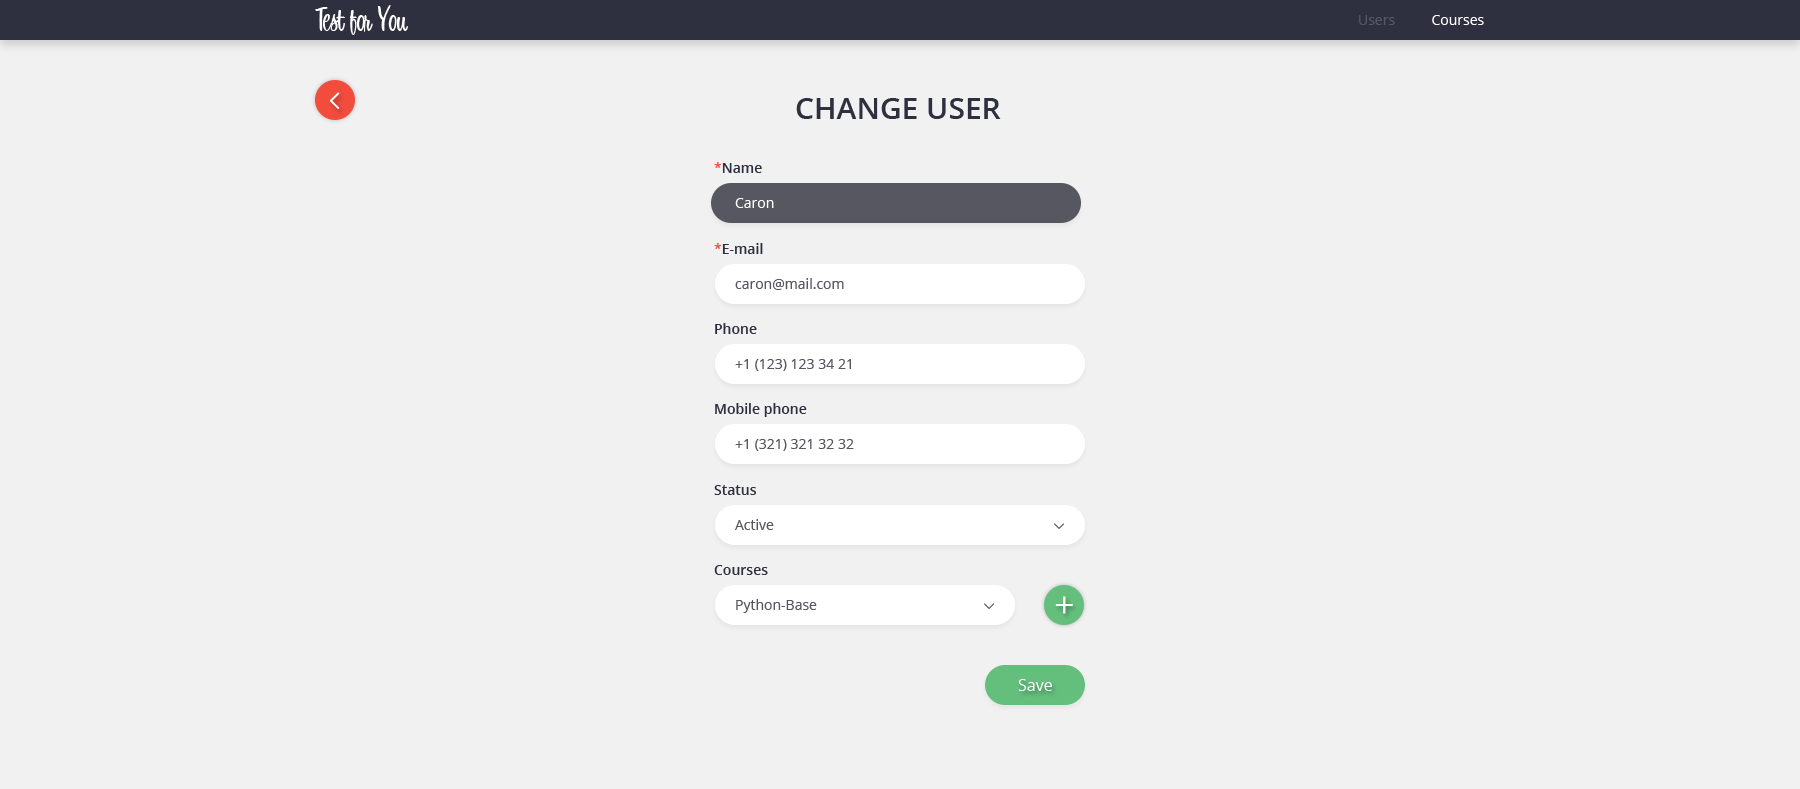 Test for You
Users Courses
CHANGE USER
*Name
Caron
*E-mail
caron@mail.com
Phone
+1 (123) 123 34 21
Mobile phone
+1 (321) 321 32 32
Status
Active
Courses
Python-Base
Save